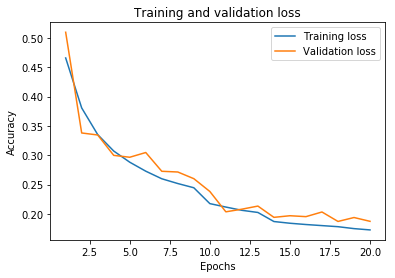 Training and validation loss
Training loss
Validation loss
Accuracy
0.50
0.45
0.40
0.35
0.30
0.25
0.20
2.5 5.0 7.5 10.0 12.5 15.0 17.5 20.0
Epochs